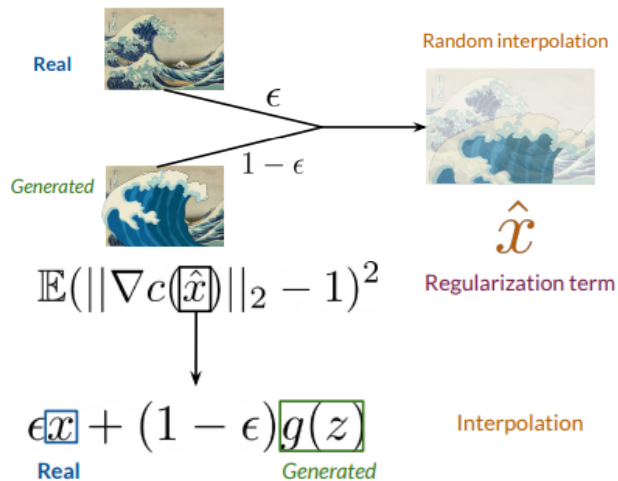 Random interpolation
Real
ϵ
1 − ϵ
Generated
x̂
𝔼(||∇c(x̂)||₂ − 1)²
Regularization term
ϵx + (1 − ϵ)g(z)
Interpolation
Real
Generated